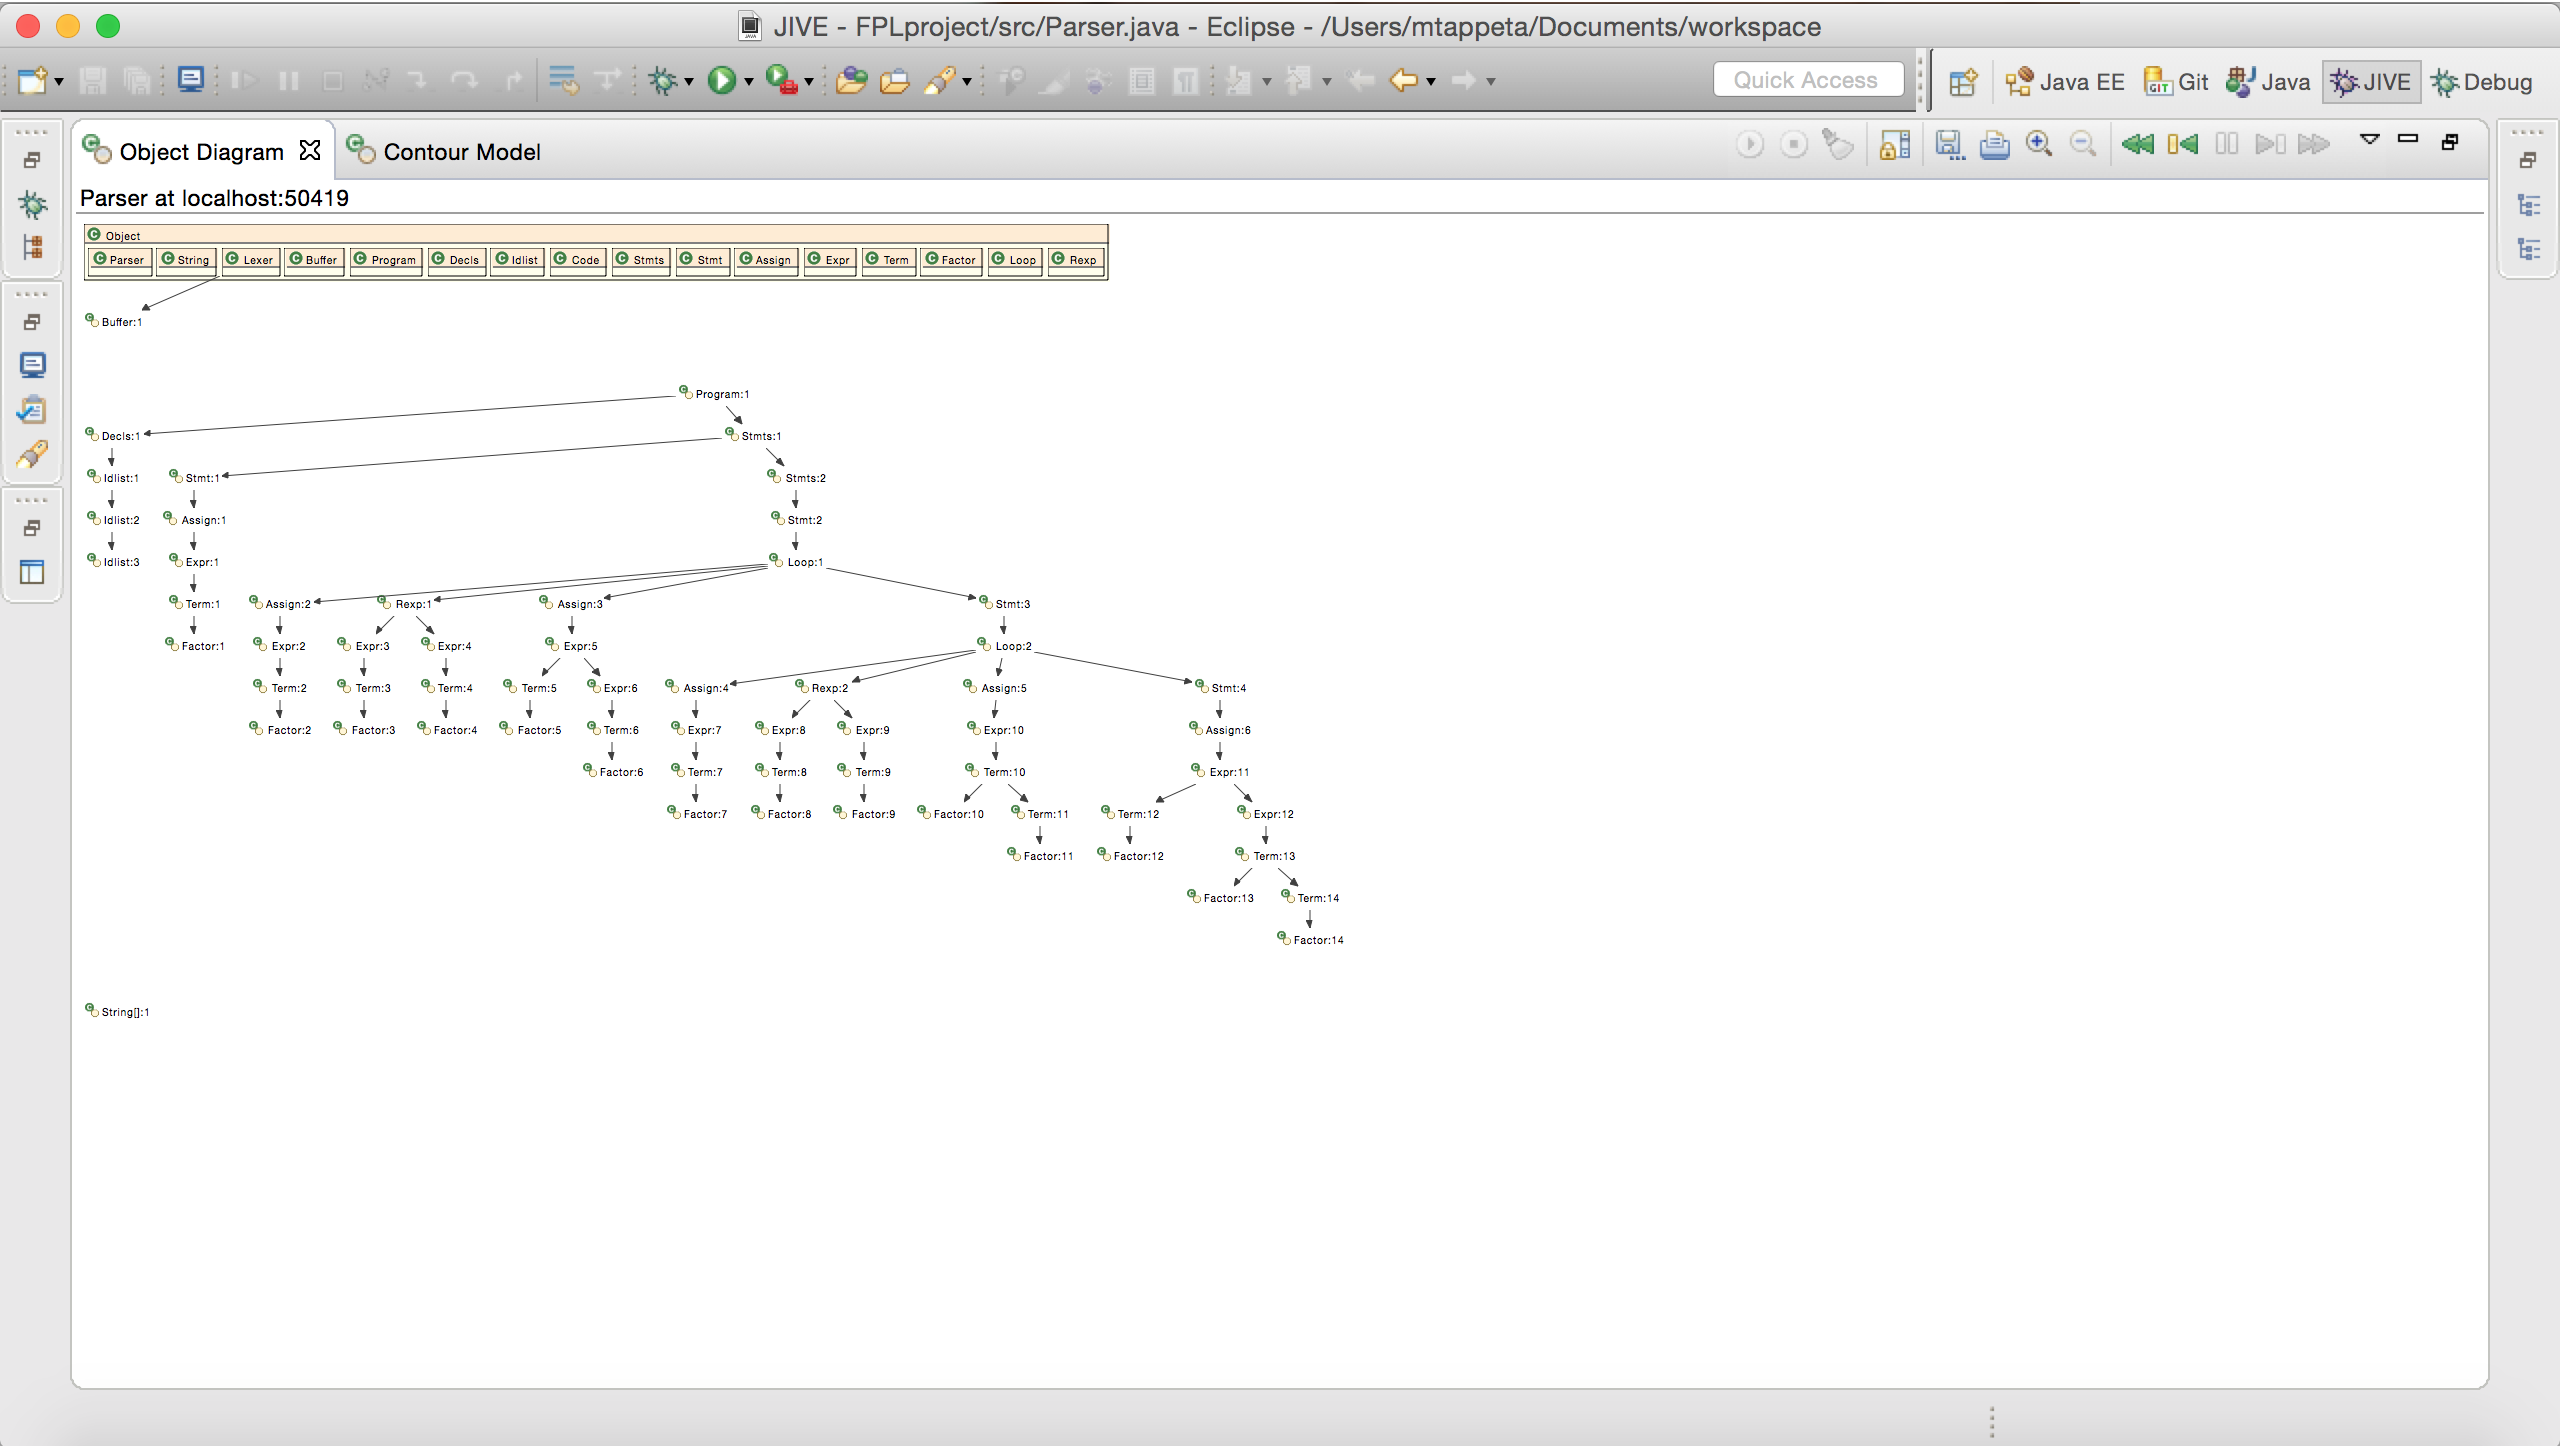 JIVE - FPLproject/src/Parser.java - Eclipse - /Users/mtappeta/Documents/workspace
Quick Access Java EE Git Java JIVE Debug
Object Diagram Contour Model
Parser at localhost:50419
Object
Parser String Lexer Buffer Program Decls Idlist Code Stmts Stmt Assign Expr Term Factor Loop Rexp
Buffer:1
Program:1
Decls:1 Stmts:1
Idlist:1 Stmt:1 Stmts:2
Idlist:2 Assign:1 Stmt:2
Idlist:3 Expr:1 Loop:1
Term:1 Assign:2 Rexp:1 Assign:3 Stmt:3
Factor:1 Expr:2 Expr:3 Expr:4 Expr:5 Loop:2
Term:2 Term:3 Term:4 Term:5 Expr:6 Assign:4 Rexp:2 Assign:5 Stmt:4
Factor:2 Factor:3 Factor:4 Factor:5 Term:6 Expr:7 Expr:8 Expr:9 Expr:10 Assign:6
Factor:6 Term:7 Term:8 Term:9 Term:10 Expr:11
Factor:7 Factor:8 Factor:9 Factor:10 Term:11 Term:12 Expr:12
Factor:11 Factor:12 Term:13
Factor:13 Term:14
Factor:14
String[]:1